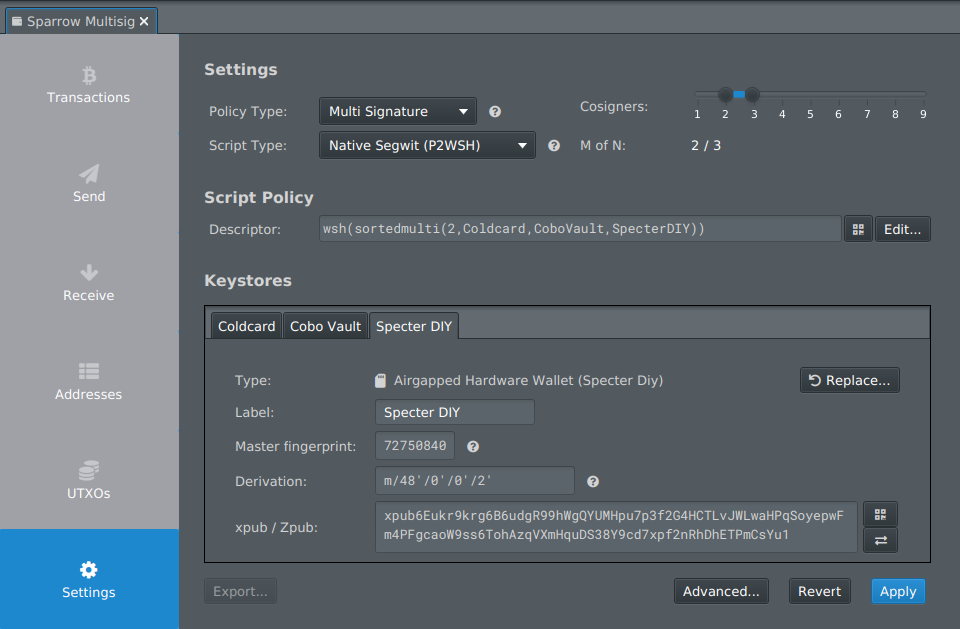 Sparrow Multisig
Transactions
Send
Receive
Addresses
UTXOs
Settings
Settings
Policy Type: Multi Signature
Cosigners:
1 2 3 4 5 6 7 8 9
Script Type: Native Segwit (P2WSH)
M of N: 2 / 3
Script Policy
Descriptor: wsh(sortedmulti(2,Coldcard,CoboVault,SpecterDIY)) Edit...
Keystores
Coldcard Cobo Vault Specter DIY
Type: Airgapped Hardware Wallet (Specter Diy) Replace...
Label: Specter DIY
Master fingerprint: 72750840
Derivation: m/48'/0'/0'/2'
xpub / Zpub: xpub6Eukr9krg6B6udgR99hWgQYUMHpu7p3f2G4HCTLvJWLwaHPqSoyepwF
m4PFgcaoW9ss6TohAzqVXmHquDS38Y9cd7xpf2nRhDhETPmCsYu1
Export... Advanced... Revert Apply